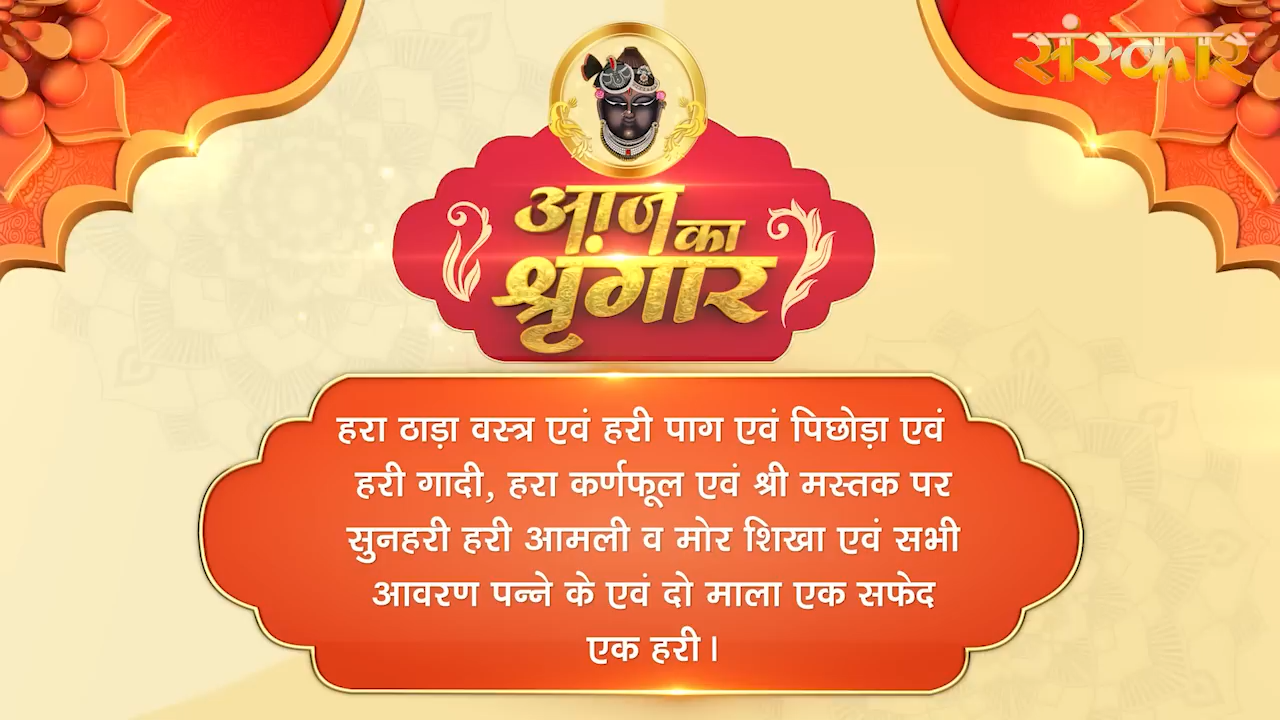 संस्कार
आज का
श्रृंगार
हरा ठाड़ा वस्त्र एवं हरी पाग एवं पिछोड़ा एवं
हरी गादी, हरा कर्णफूल एवं श्री मस्तक पर
सुनहरी हरी आमली व मोर शिखा एवं सभी
आवरण पन्ने के एवं दो माला एक सफेद
एक हरी।